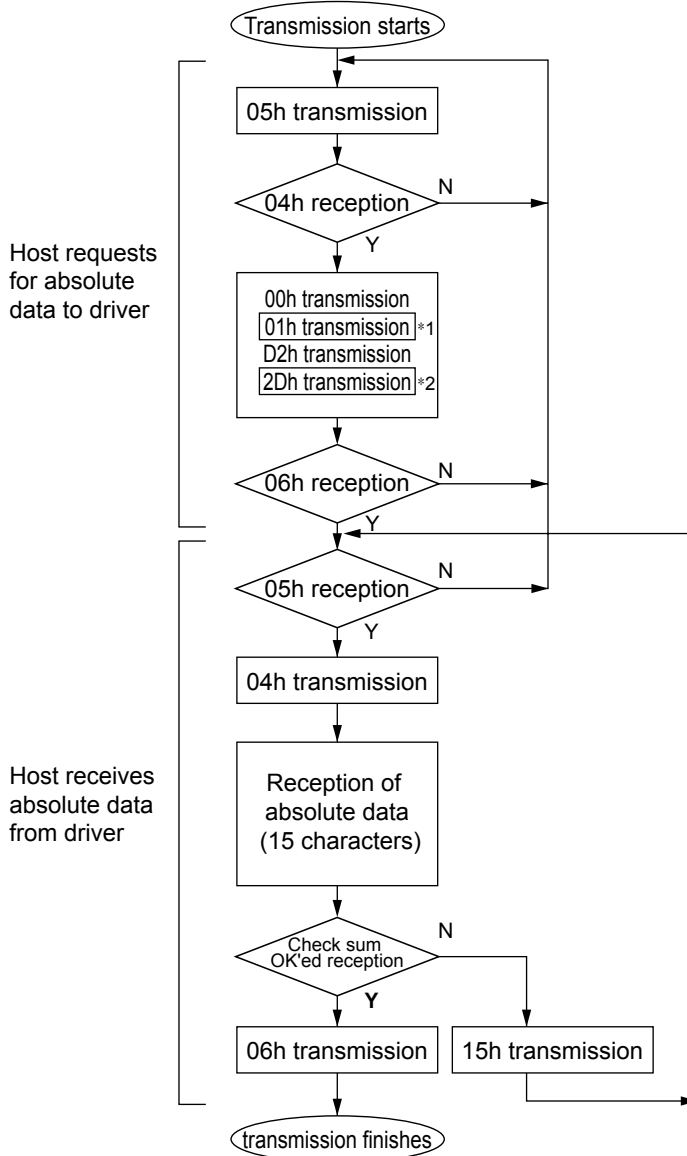 Transmission starts
05h transmission
04h reception
N
Y
Host requests
for absolute
data to driver
00h transmission
01h transmission *1
D2h transmission
2Dh transmission *2
06h reception
N
Y
05h reception
N
Y
04h transmission
Host receives
absolute data
from driver
Reception of
absolute data
(15 characters)
Check sum
OK'ed reception
N
Y
06h transmission
15h transmission
transmission finishes